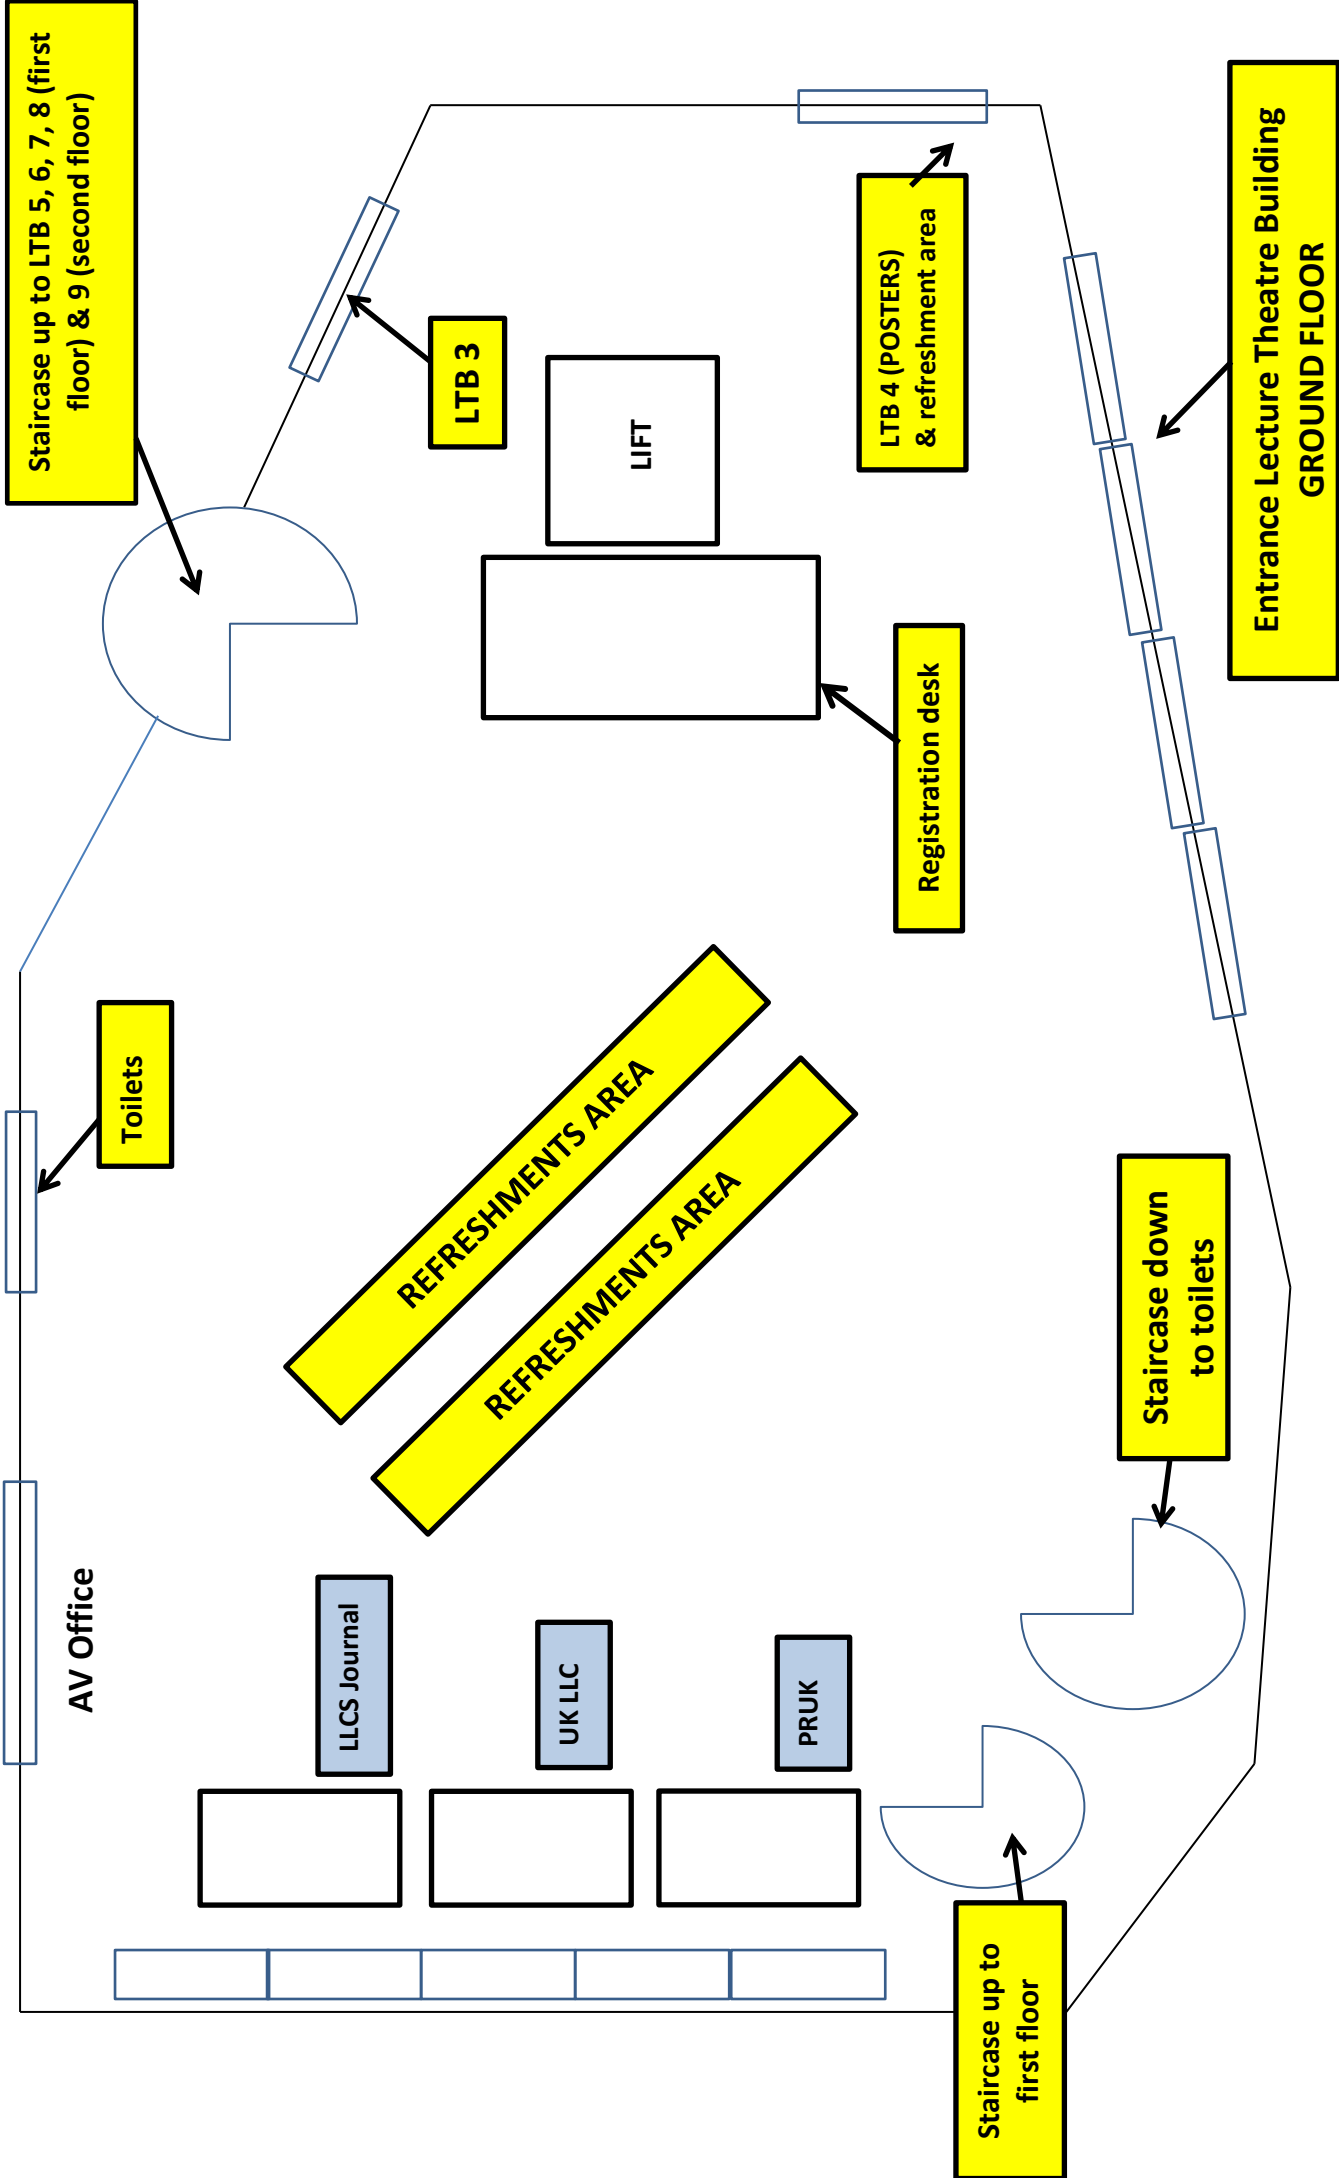 Staircase up to LTB 5, 6, 7, 8 (first
floor) & 9 (second floor)
LTB 3
LIFT
LTB 4 (POSTERS)
& refreshment area
Entrance Lecture Theatre Building
GROUND FLOOR
Registration desk
Toilets
REFRESHMENTS AREA
REFRESHMENTS AREA
Staircase down
to toilets
AV Office
LLCS Journal
UK LLC
PRUK
Staircase up to
first floor